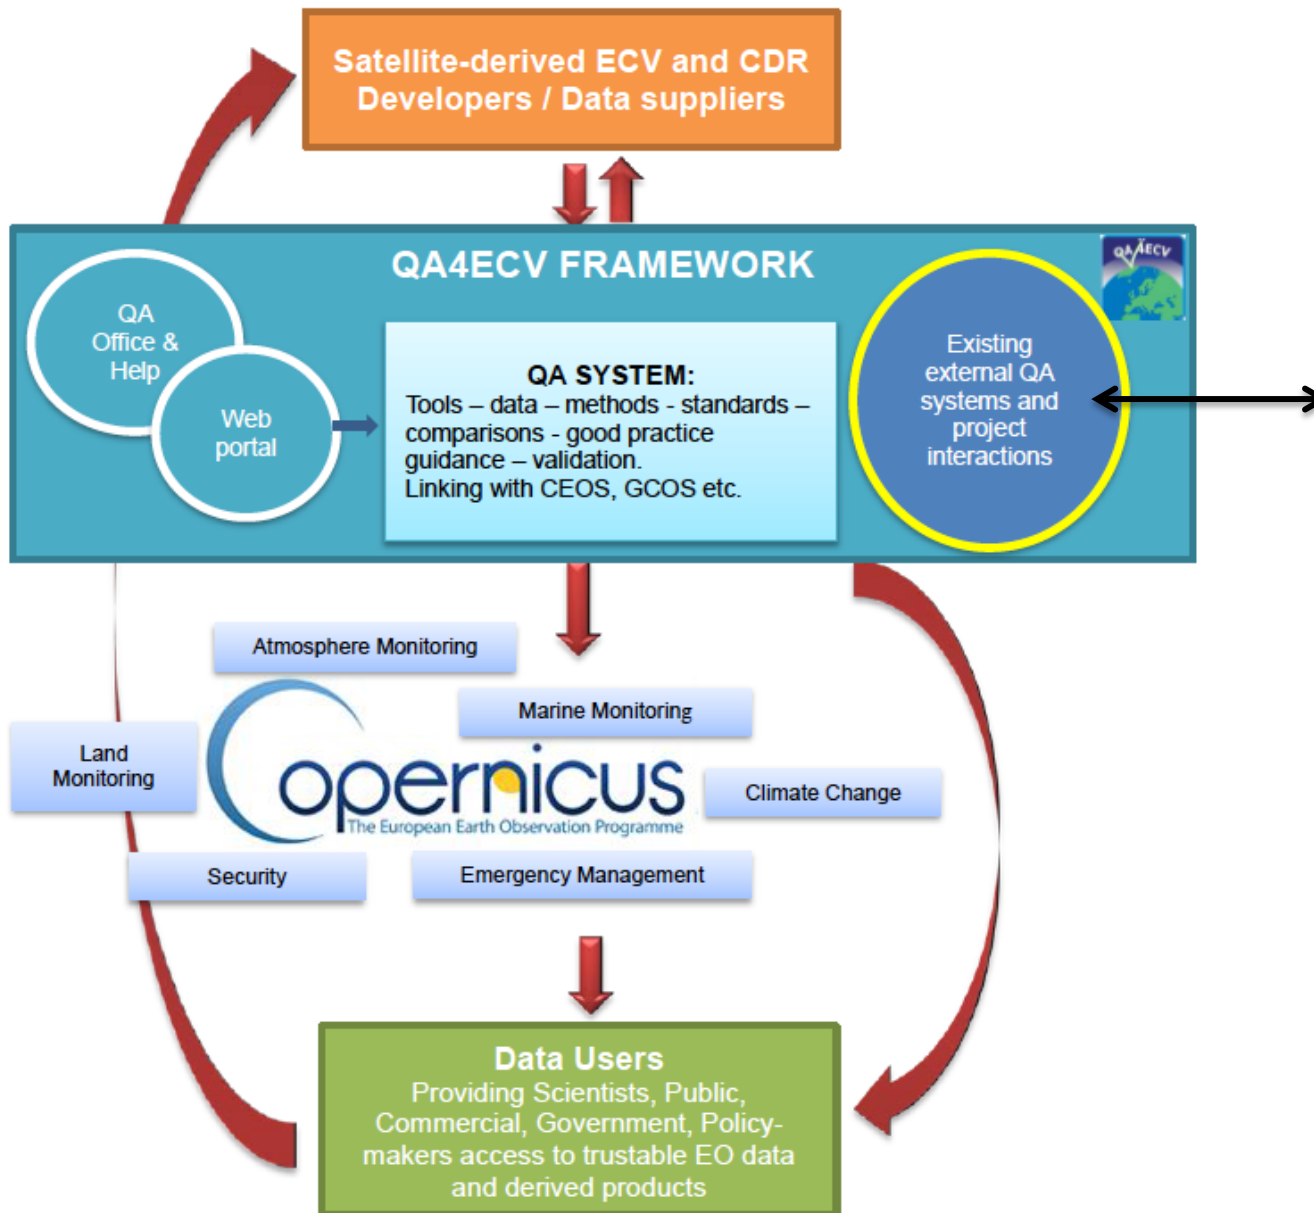 Satellite-derived ECV and CDR
Developers / Data suppliers
QA4ECV FRAMEWORK
QA4ECV
QA
Office &
Help
Web
portal
QA SYSTEM:
Tools – data – methods - standards –
comparisons - good practice
guidance – validation.
Linking with CEOS, GCOS etc.
Existing
external QA
systems and
project
interactions
Atmosphere Monitoring
Marine Monitoring
Land
Monitoring
Copernicus
The European Earth Observation Programme
Climate Change
Security
Emergency Management
Data Users
Providing Scientists, Public,
Commercial, Government, Policy-
makers access to trustable EO data
and derived products